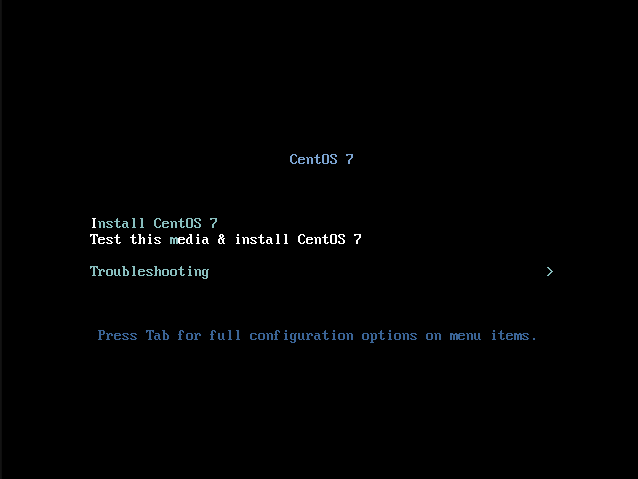 CentOS 7
Install CentOS 7
Test this media & install CentOS 7
Troubleshooting >
Press Tab for full configuration options on menu items.